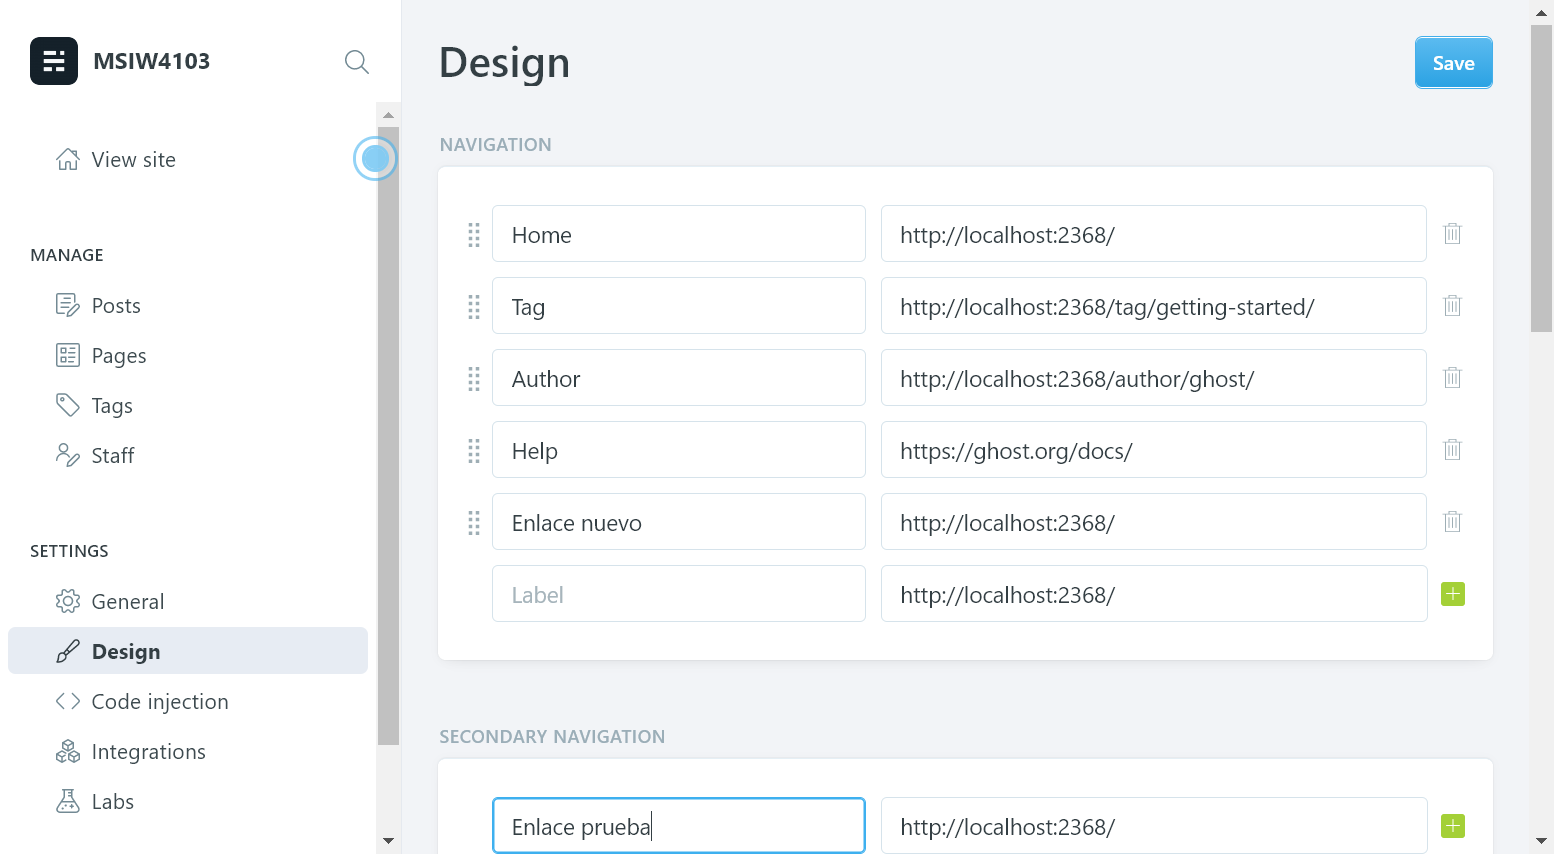 MSIW4103
View site
MANAGE
Posts
Pages
Tags
Staff
SETTINGS
General
Design
Code injection
Integrations
Labs
Design
Save
NAVIGATION
Home http://localhost:2368/
Tag http://localhost:2368/tag/getting-started/
Author http://localhost:2368/author/ghost/
Help https://ghost.org/docs/
Enlace nuevo http://localhost:2368/
Label http://localhost:2368/
SECONDARY NAVIGATION
Enlace prueba http://localhost:2368/